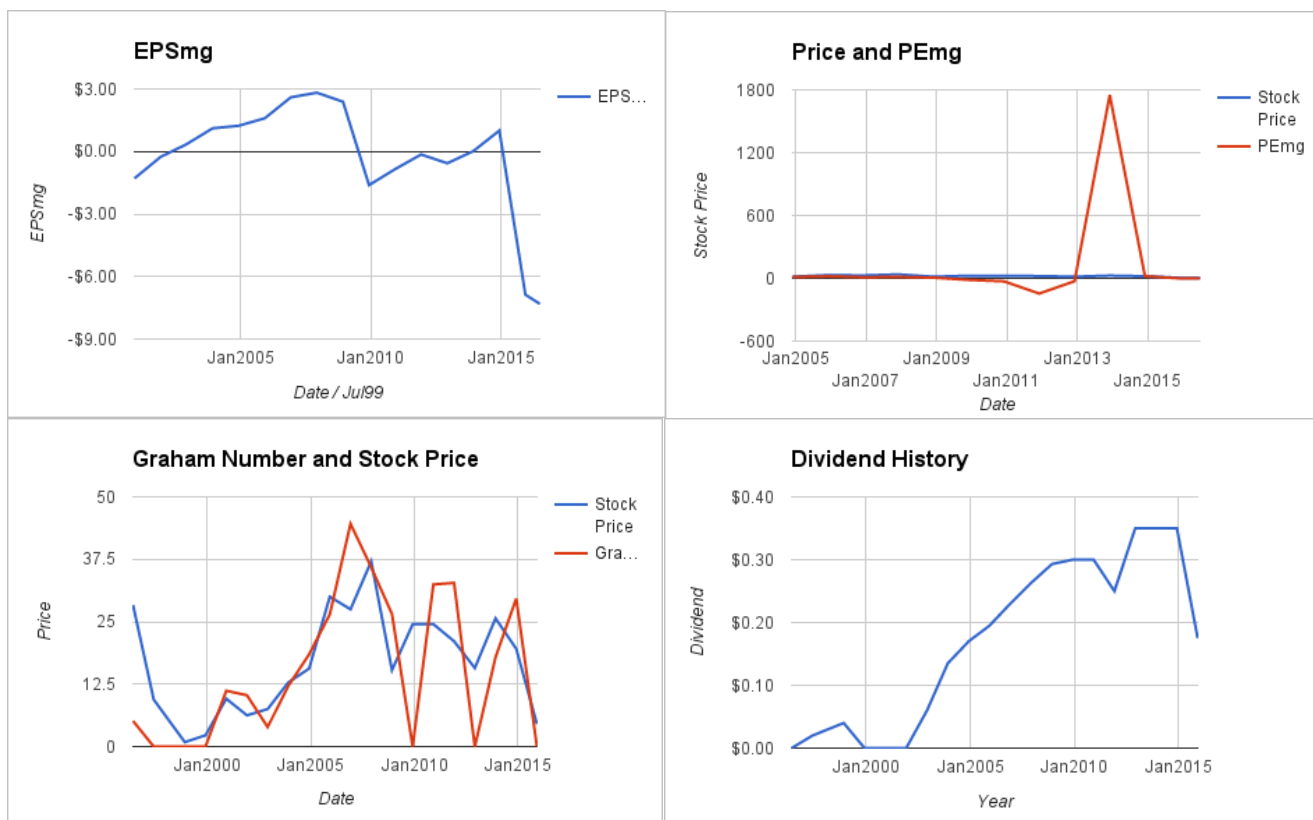 EPSmg
$3.00
$0.00
-$3.00
-$6.00
-$9.00
EPSmg
Jan2005
Jan2010
Jan2015
Date / Jul99
EPS...
Price and PEmg
1800
1200
600
0
-600
Stock Price
Jan2005
Jan2009
Jan2013
Jan2007
Jan2011
Jan2015
Date
Stock
Price
PEmg
Graham Number and Stock Price
50
37.5
25
12.5
0
Price
Jan2000
Jan2005
Jan2010
Jan2015
Date
Stock
Price
Gra...
Dividend History
$0.40
$0.30
$0.20
$0.10
$0.00
Dividend
Jan2000
Jan2005
Jan2010
Jan2015
Year